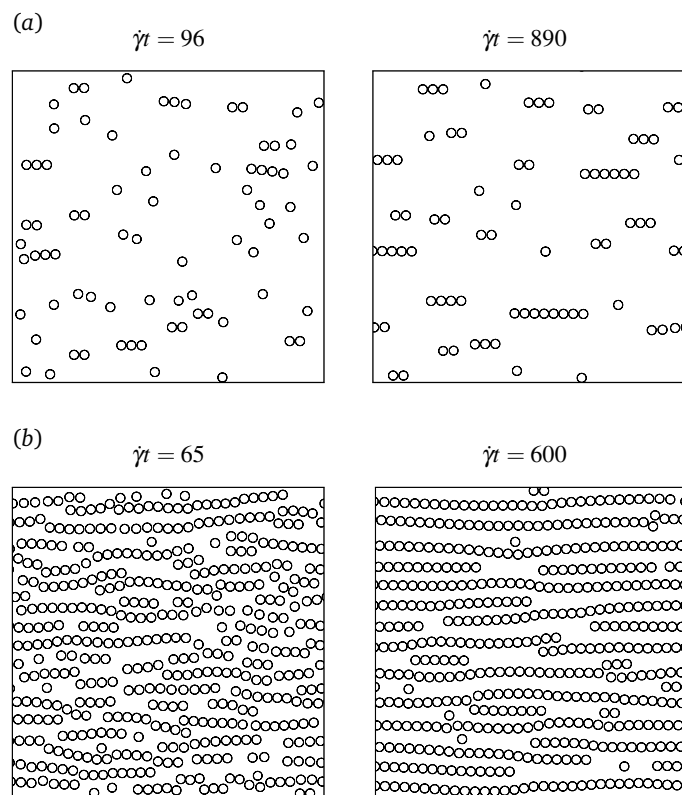 (a)
γ̇t = 96
γ̇t = 890
(b)
γ̇t = 65
γ̇t = 600